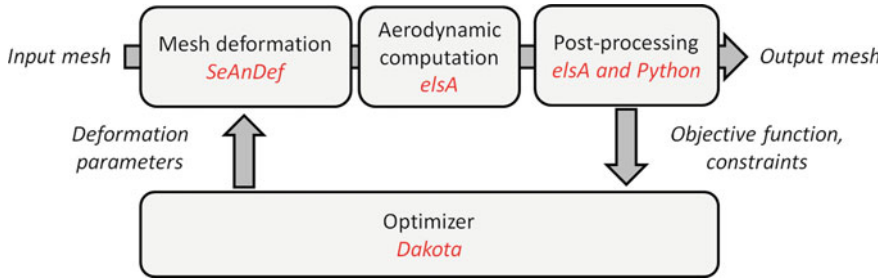 Input mesh
Mesh deformation
SeAnDef
Aerodynamic
computation
elsA
Post-processing
elsA and Python
Output mesh
Deformation
parameters
Objective function,
constraints
Optimizer
Dakota